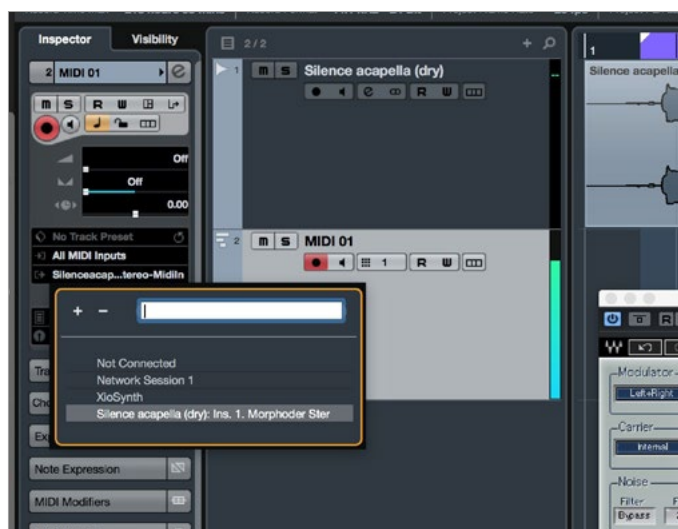 Inspector Visibility
2 MIDI 01
m S R W
Off
Off
0.00
No Track Preset
All MIDI Inputs
Silenceacap...tereo-MidiIn
+ −
Not Connected
Network Session 1
XioSynth
Silence acapella (dry): Ins. 1. Morphoder Ster
Note Expression
MIDI Modifiers
2/2
1 m S Silence acapella (dry)
e R W
2 m S MIDI 01
1 R W
1
Silence acapella
R
Modulator
Left+Right
Carrier
Internal
Noise
Filter
Bypass